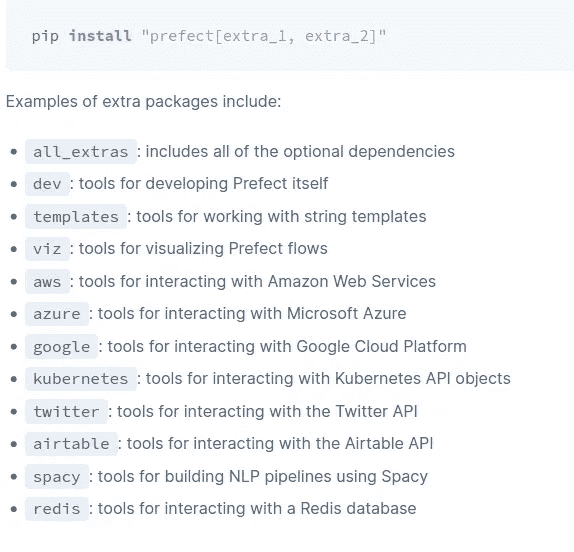 pip install "prefect[extra_1, extra_2]"
Examples of extra packages include:
• all_extras : includes all of the optional dependencies
• dev : tools for developing Prefect itself
• templates : tools for working with string templates
• viz : tools for visualizing Prefect flows
• aws : tools for interacting with Amazon Web Services
• azure : tools for interacting with Microsoft Azure
• google : tools for interacting with Google Cloud Platform
• kubernetes : tools for interacting with Kubernetes API objects
• twitter : tools for interacting with the Twitter API
• airtable : tools for interacting with the Airtable API
• spacy : tools for building NLP pipelines using Spacy
• redis : tools for interacting with a Redis database